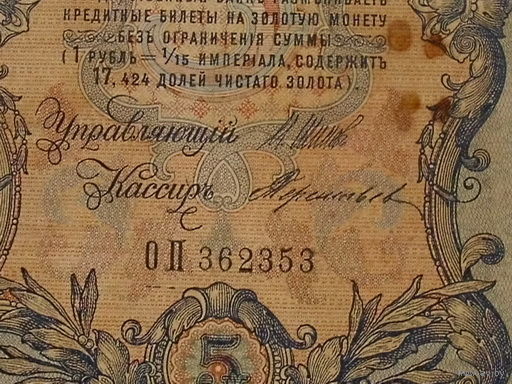 КРЕДИТНЫЕ БИЛЕТЫ НА ЗОЛОТУЮ МОНЕТУ
БЕЗЪ ОГРАНИЧЕНІЯ СУММЫ
(1 РУБЛЬ = 1/15 ИМПЕРІАЛА, СОДЕРЖИТЪ
17,424 ДОЛЕЙ ЧИСТАГО ЗОЛОТА).
Управляющій
Кассиръ
ОП 362353
5